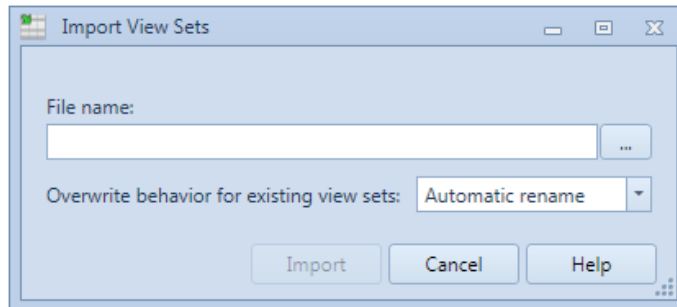 Import View Sets
File name:
...
Overwrite behavior for existing view sets: Automatic rename
Import Cancel Help